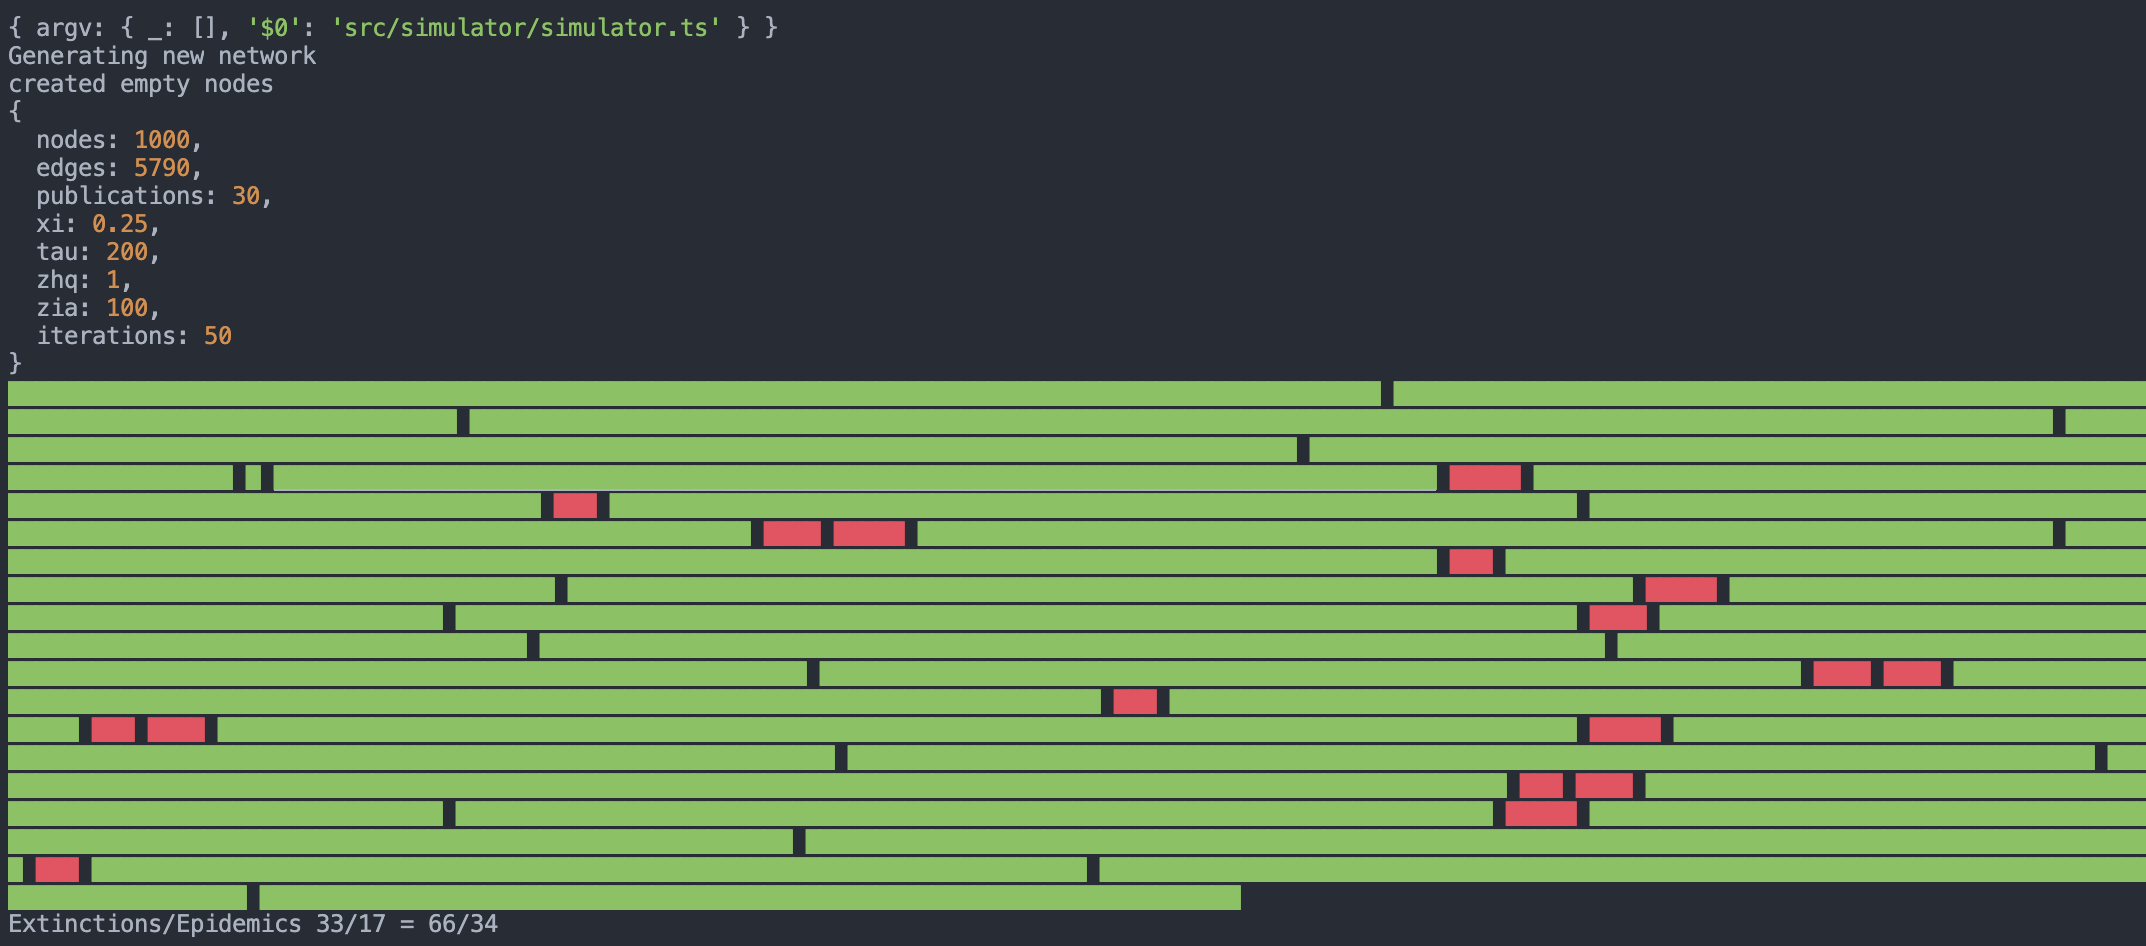 { argv: { _: [], '$0': 'src/simulator/simulator.ts' } }
Generating new network
created empty nodes
{
  nodes: 1000,
  edges: 5790,
  publications: 30,
  xi: 0.25,
  tau: 200,
  zhq: 1,
  zia: 100,
  iterations: 50
}
Extinctions/Epidemics 33/17 = 66/34